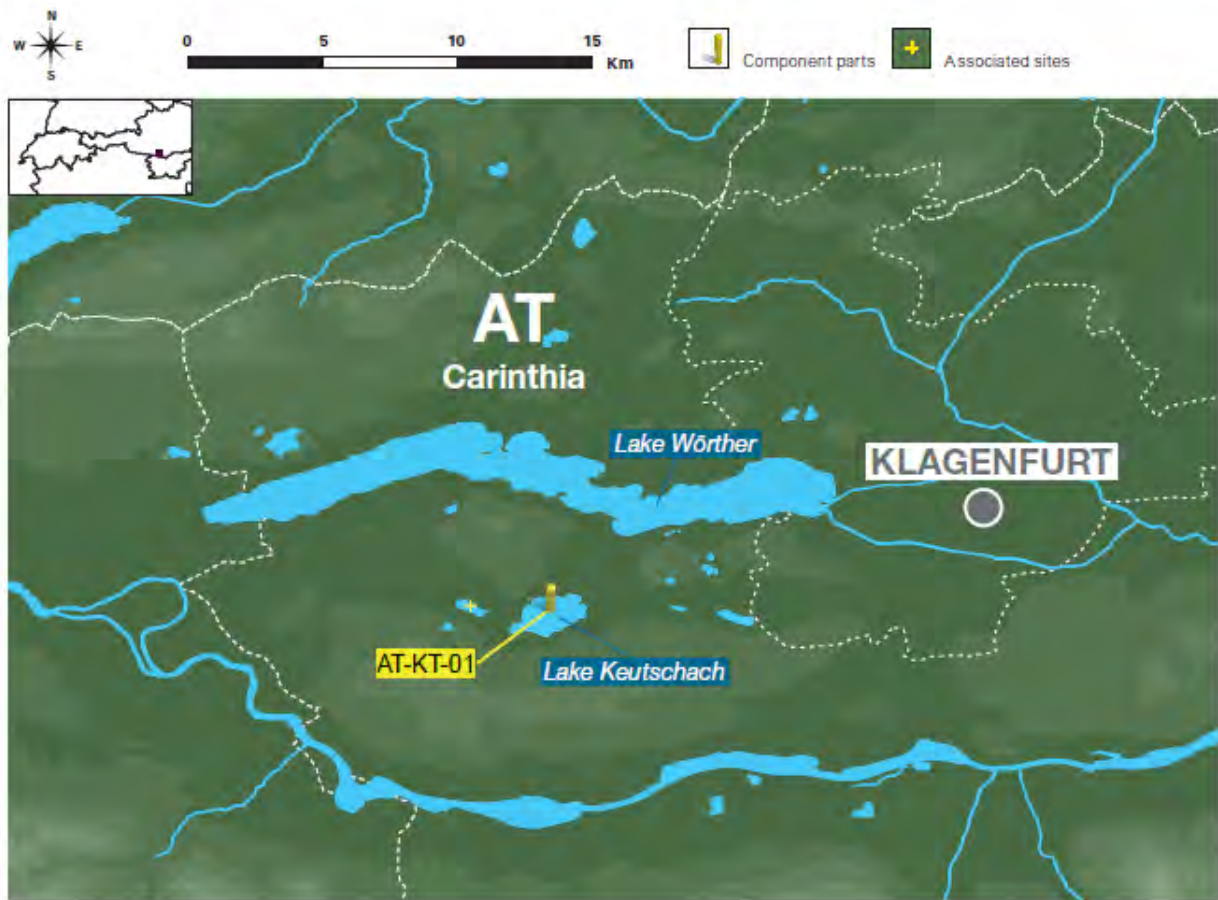 N
W E
S
0 5 10 15
Km
Component parts
Associated sites
AT
Carinthia
Lake Wörther
KLAGENFURT
AT-KT-01
Lake Keutschach